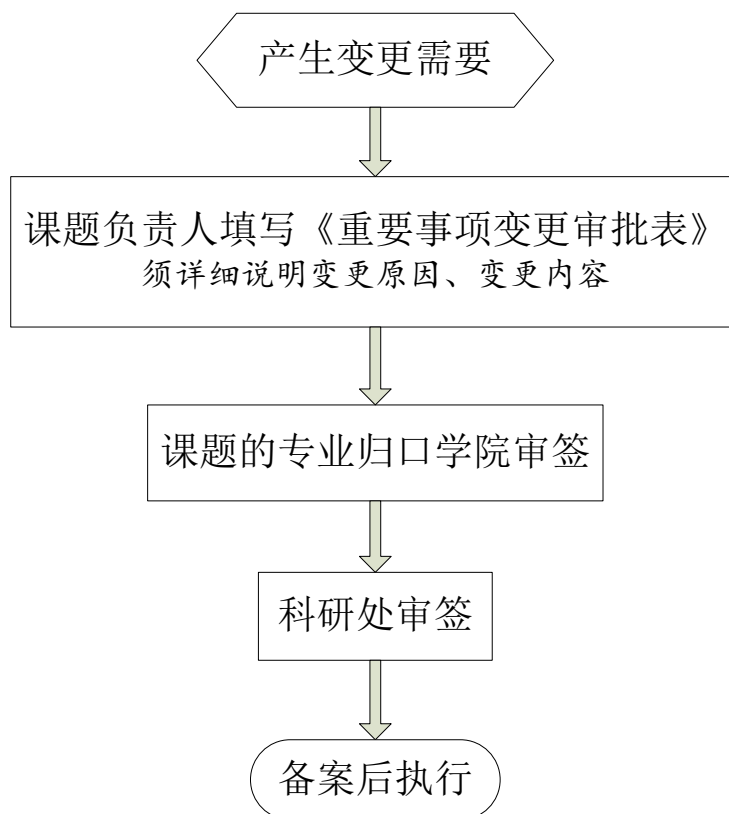 产生变更需要
课题负责人填写《重要事项变更审批表》
须详细说明变更原因、变更内容
课题的专业归口学院审签
科研处审签
备案后执行